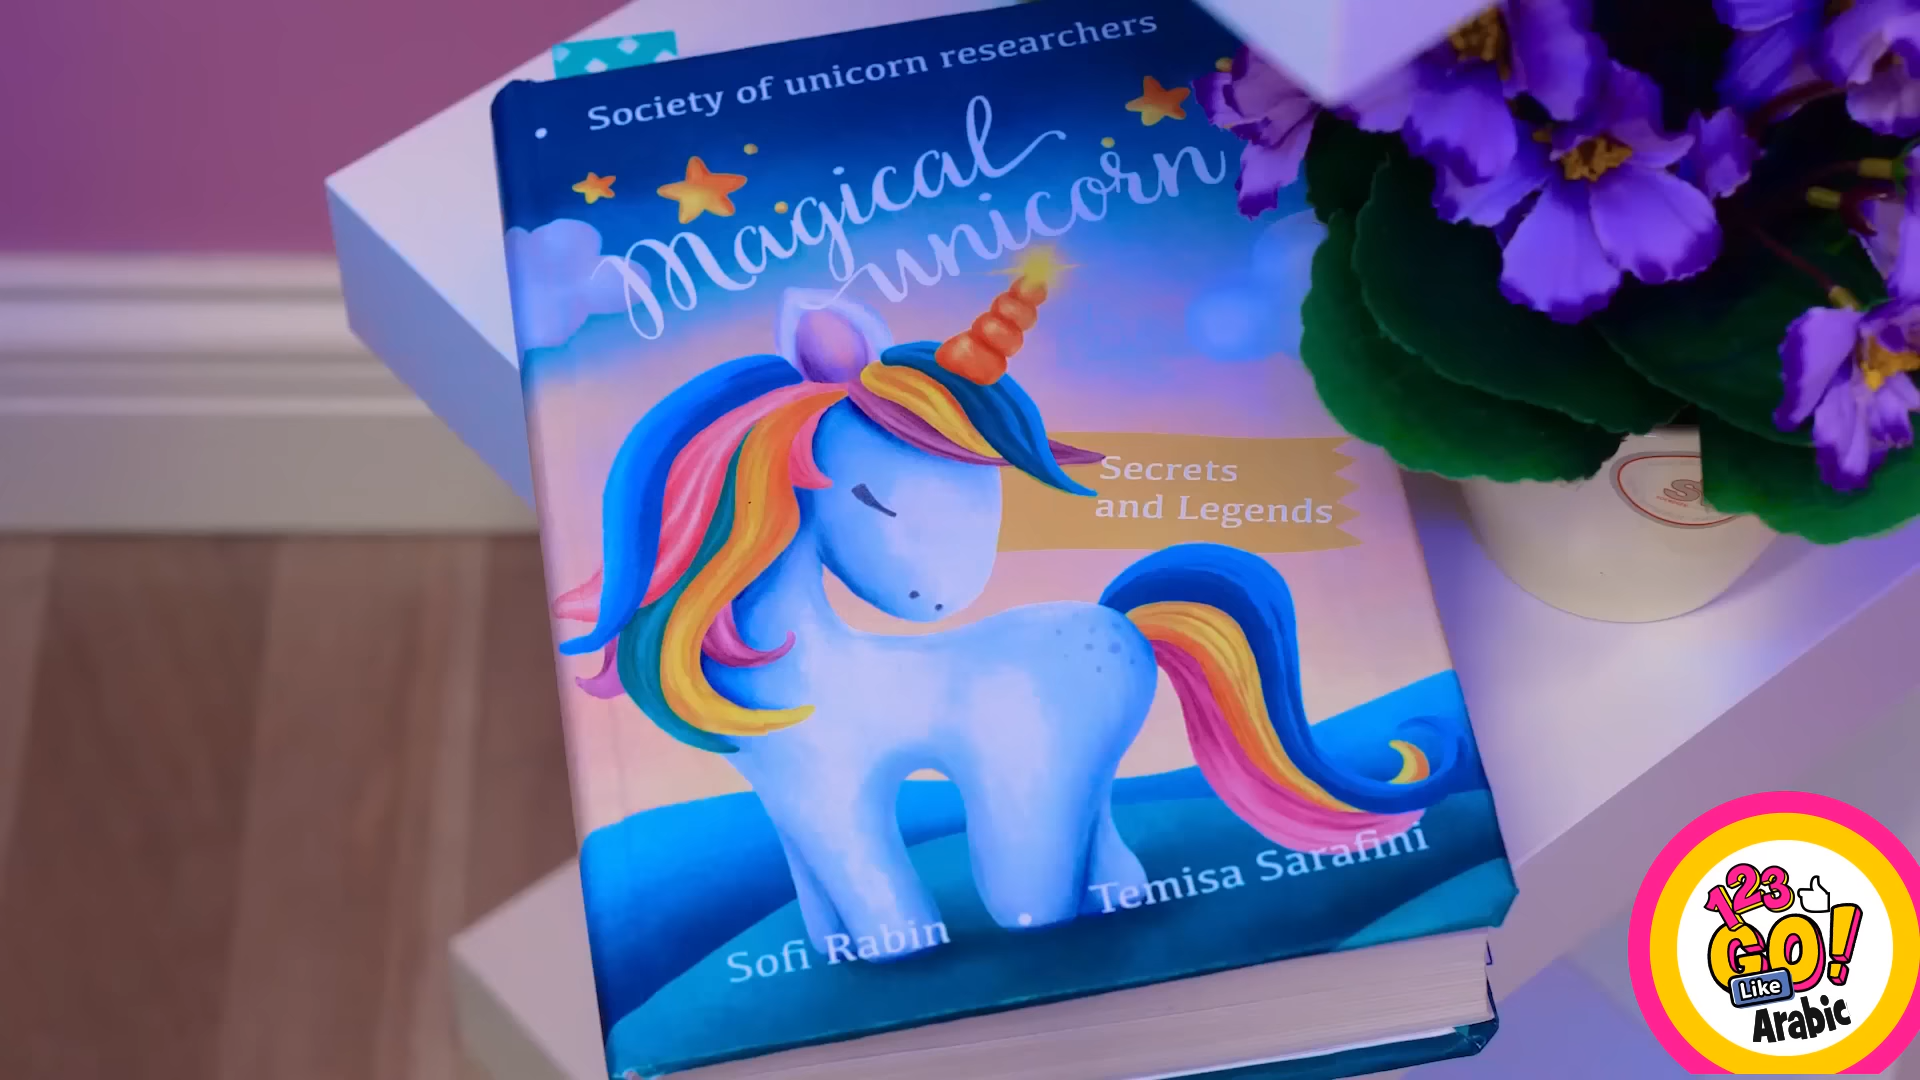 Society of unicorn researchers
Magical
unicorn
Secrets
and Legends
Temisa Sarafini
Sofi Rabin
123
GO!
Like
Arabic